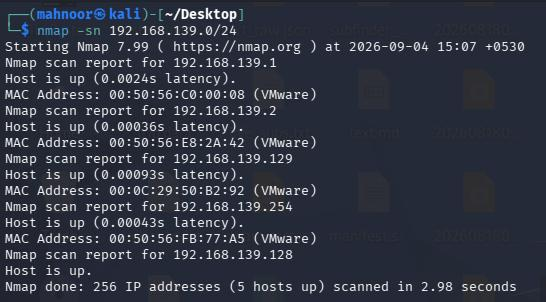 ┌──(mahnoor㉿kali)-[~/Desktop]
└─$ nmap -sn 192.168.139.0/24
Starting Nmap 7.99 ( https://nmap.org ) at 2026-09-04 15:07 +0530
Nmap scan report for 192.168.139.1
Host is up (0.0024s latency).
MAC Address: 00:50:56:C0:00:08 (VMware)
Nmap scan report for 192.168.139.2
Host is up (0.00036s latency).
MAC Address: 00:50:56:E8:2A:42 (VMware)
Nmap scan report for 192.168.139.129
Host is up (0.00093s latency).
MAC Address: 00:0C:29:50:B2:92 (VMware)
Nmap scan report for 192.168.139.254
Host is up (0.00043s latency).
MAC Address: 00:50:56:FB:77:A5 (VMware)
Nmap scan report for 192.168.139.128
Host is up.
Nmap done: 256 IP addresses (5 hosts up) scanned in 2.98 seconds